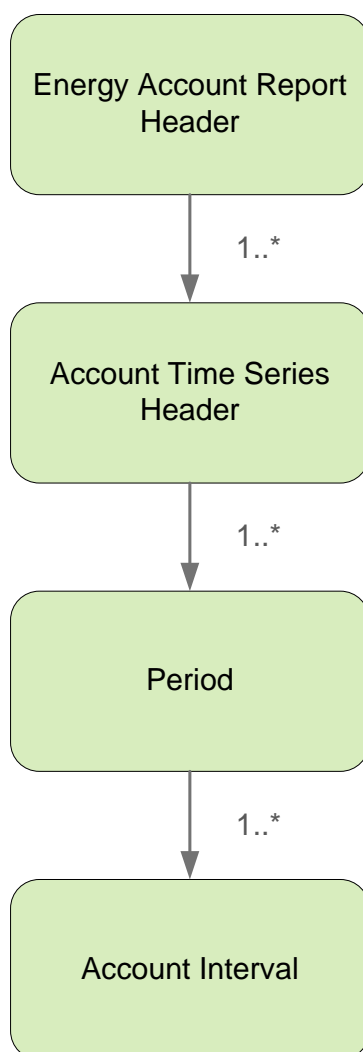 Energy Account Report
Header
1..*
Account Time Series
Header
1..*
Period
1..*
Account Interval